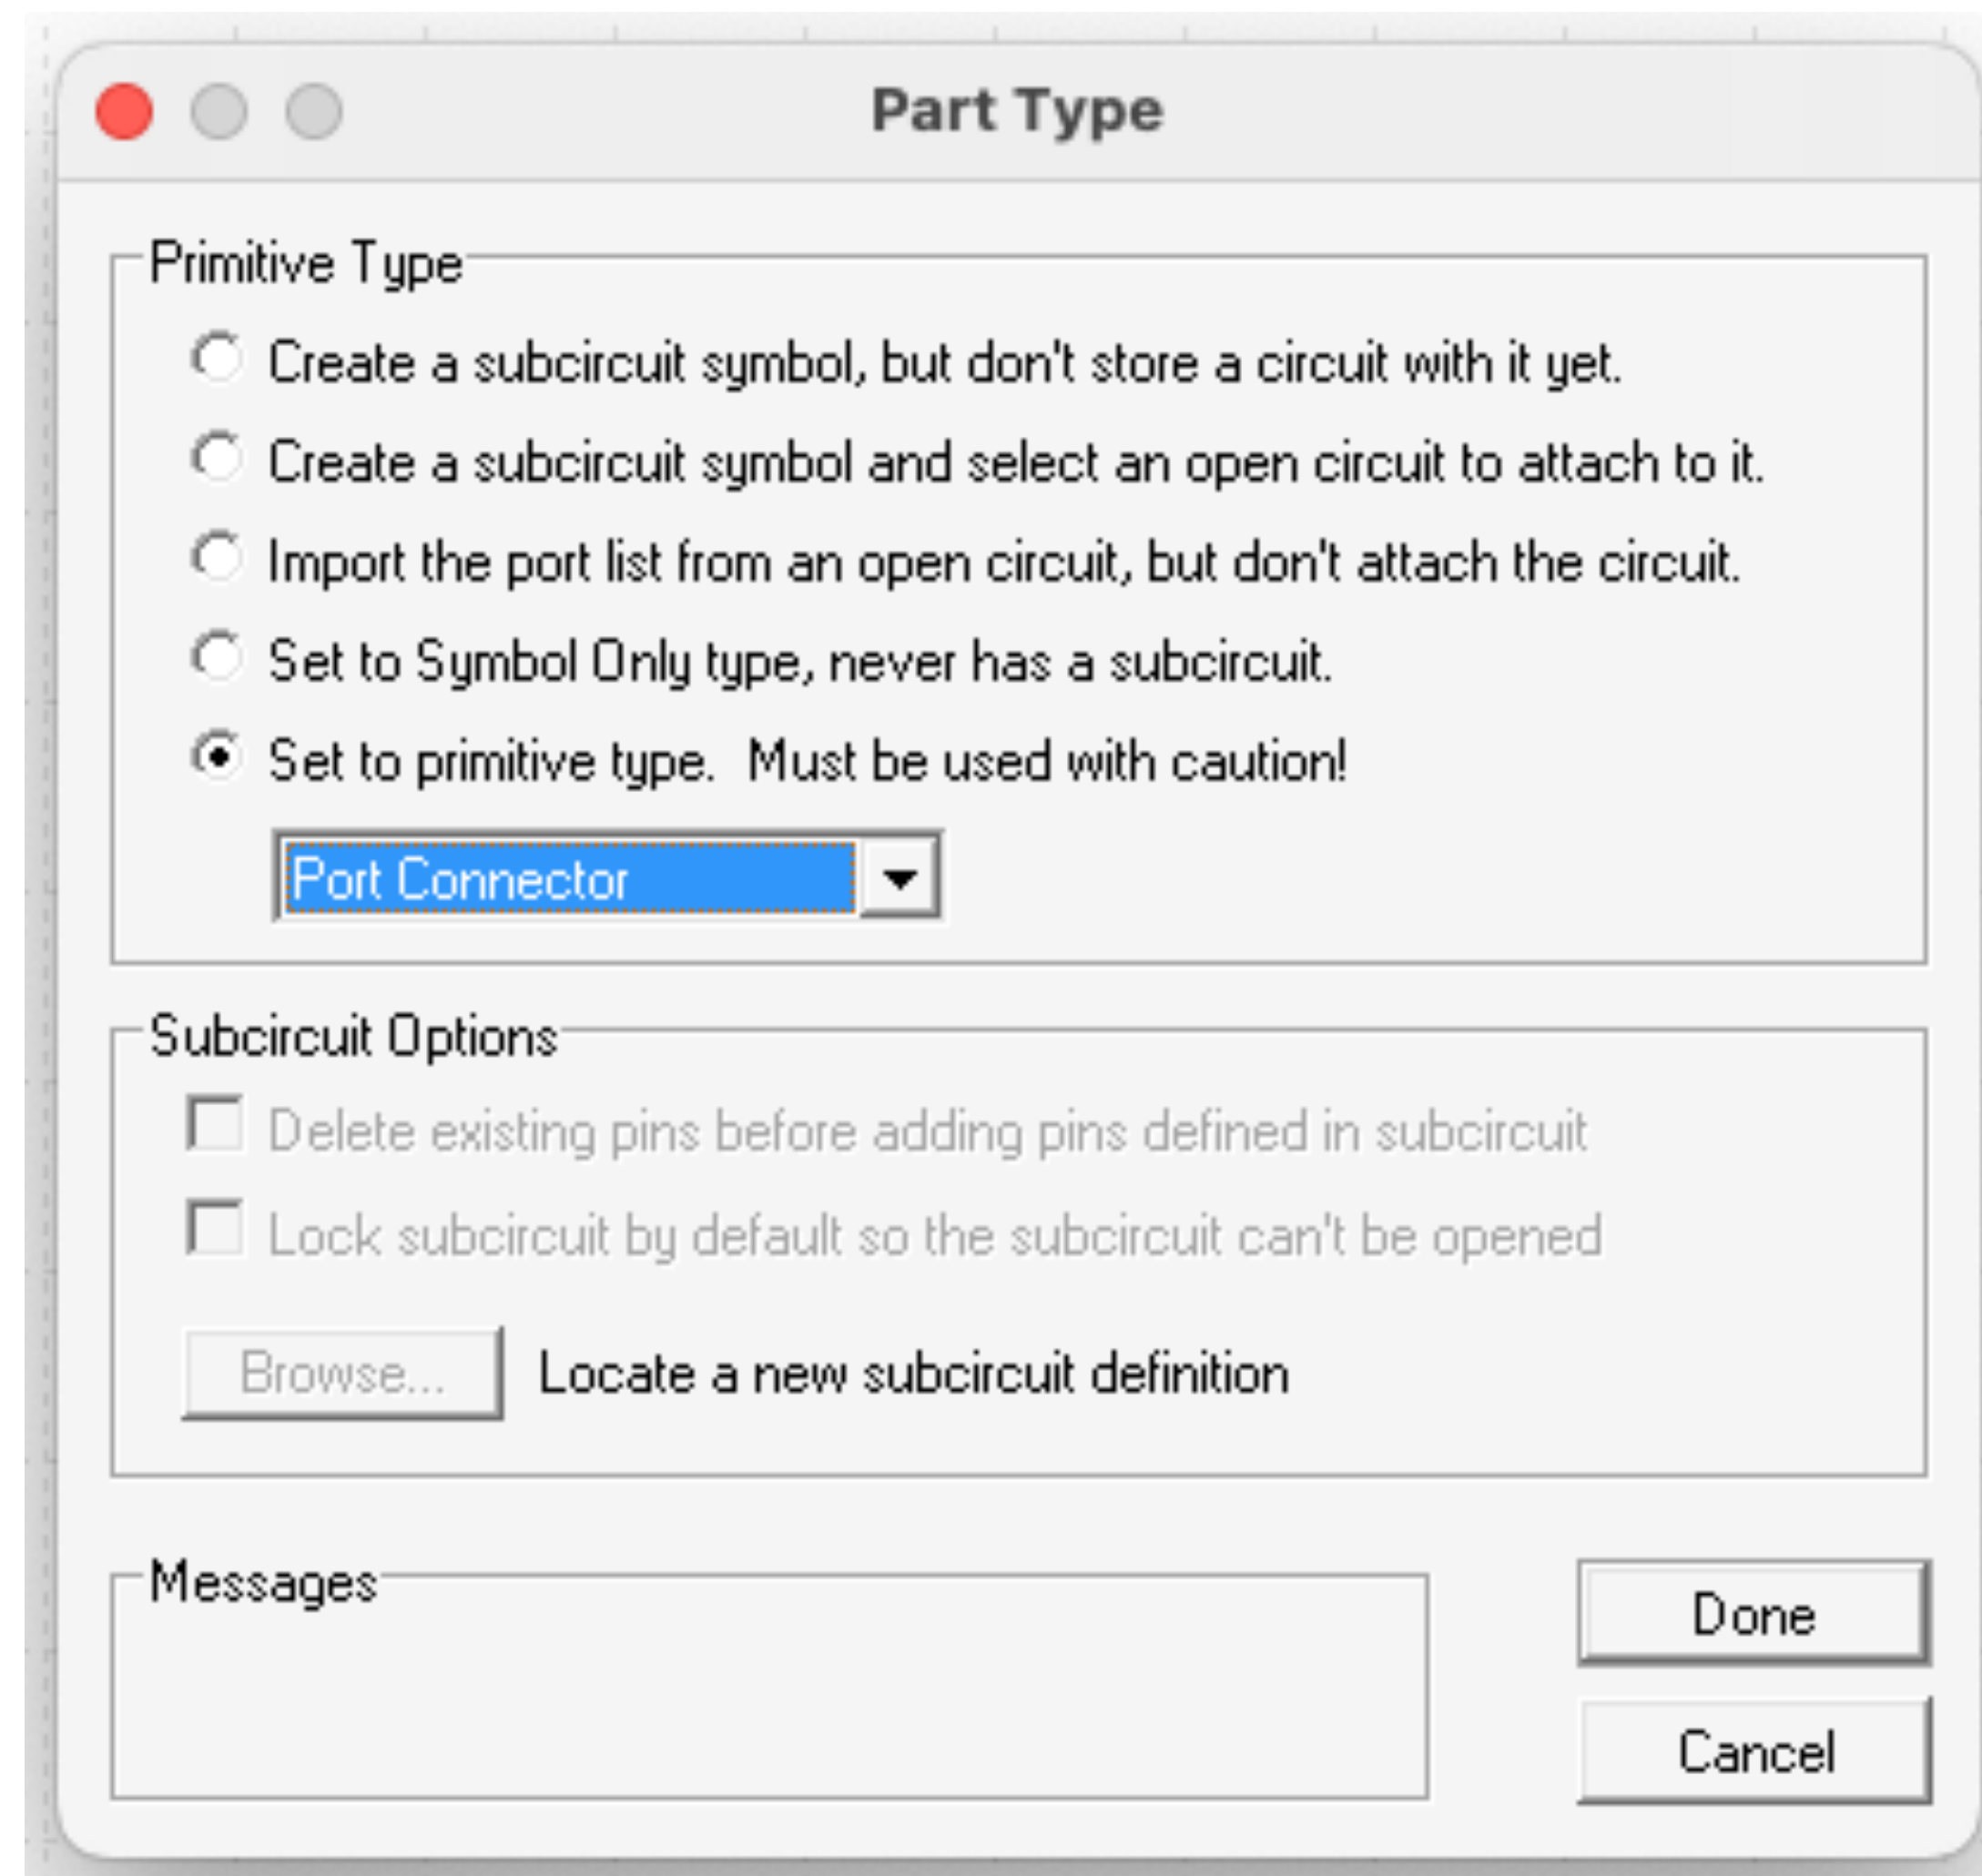 Part Type
Primitive Type
Create a subcircuit symbol, but don't store a circuit with it yet.
Create a subcircuit symbol and select an open circuit to attach to it.
Import the port list from an open circuit, but don't attach the circuit.
Set to Symbol Only type, never has a subcircuit.
Set to primitive type.  Must be used with caution!
Port Connector
Subcircuit Options
Delete existing pins before adding pins defined in subcircuit
Lock subcircuit by default so the subcircuit can't be opened
Browse... Locate a new subcircuit definition
Messages
Done
Cancel